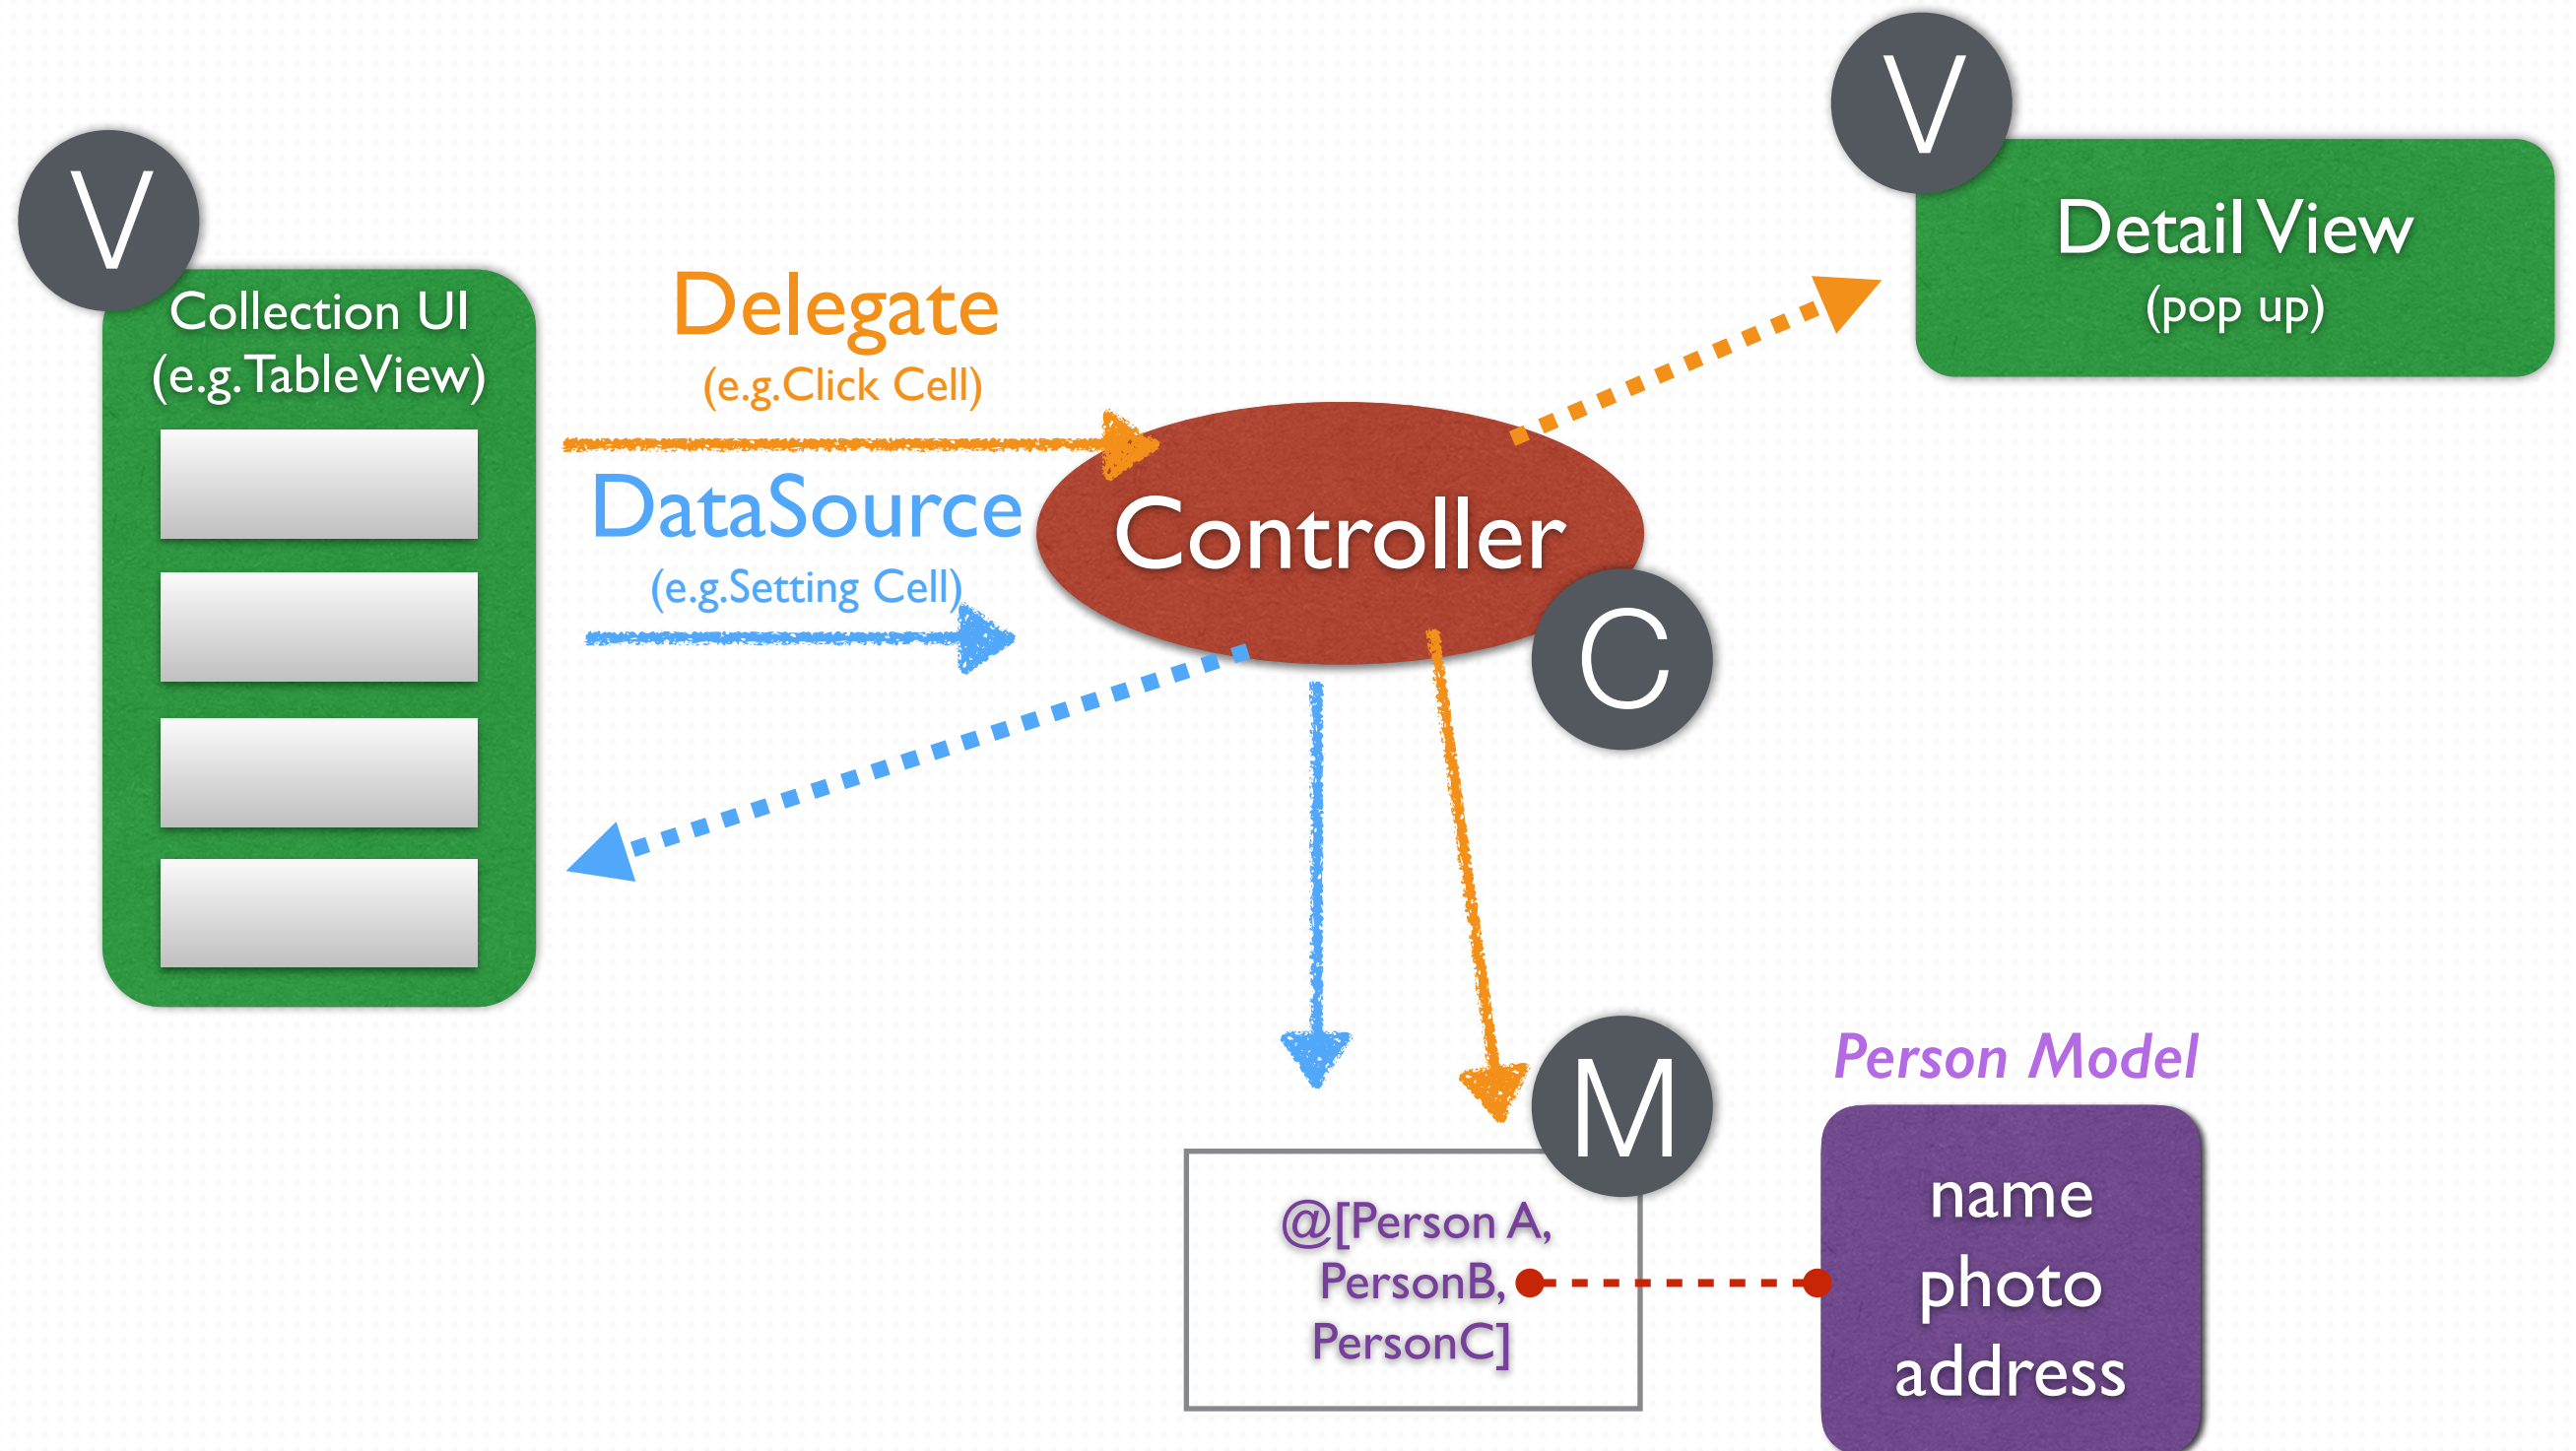 V
Collection UI
(e.g.TableView)
Delegate
(e.g.Click Cell)
DataSource
(e.g.Setting Cell)
Controller
C
V
Detail View
(pop up)
M
@[Person A,
PersonB,
PersonC]
Person Model
name
photo
address